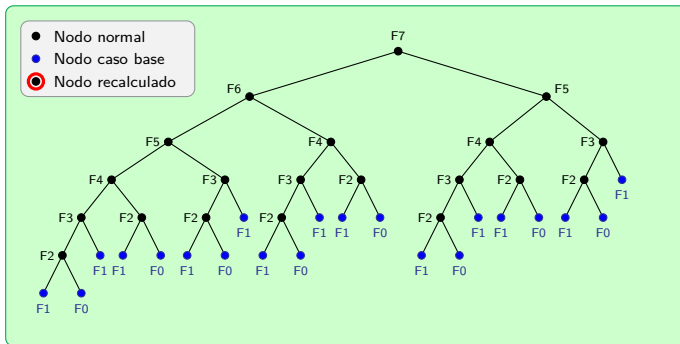 Nodo normal
Nodo caso base
Nodo recalculado
F7
F6 F5
F5 F4 F4 F3
F4 F3 F3 F2 F3 F2 F2 F1
F3 F2 F2 F1 F2 F1 F1 F0 F2 F1 F1 F0 F1 F0
F2 F1 F1 F0 F1 F0 F1 F0 F1 F0
F1 F0